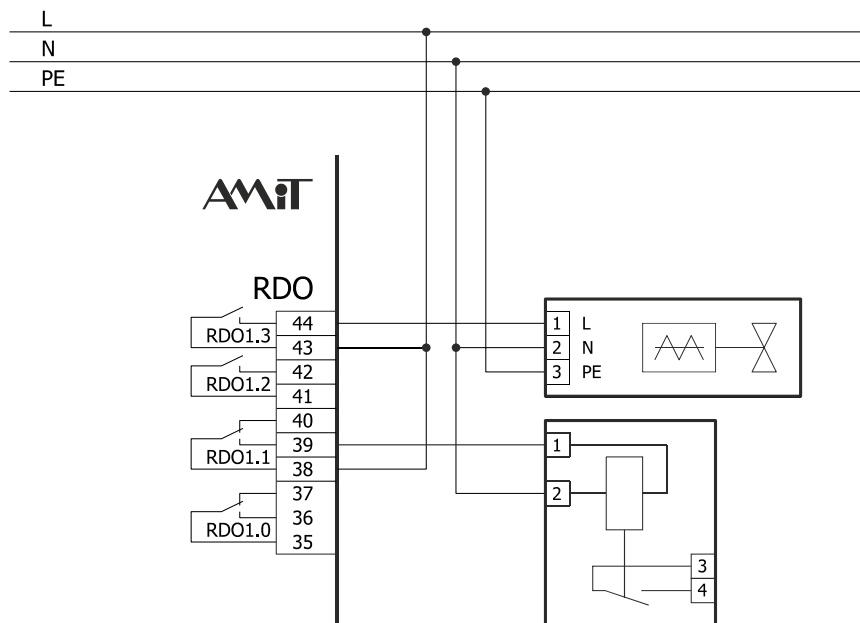 L
N
PE
AMiT
RDO
44
RDO1.3
43
42
RDO1.2
41
40
39
RDO1.1
38
37
36
RDO1.0
35
1 L
2 N
3 PE
1
2
3
4